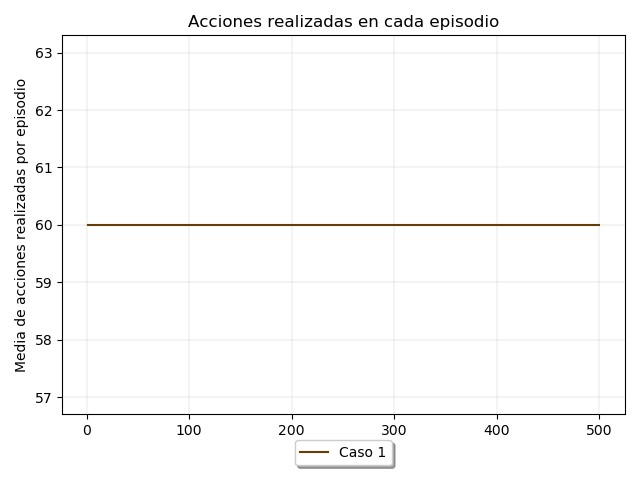 Acciones realizadas en cada episodio
Media de acciones realizadas por episodio
63
62
61
60
59
58
57
0 100 200 300 400 500
Caso 1